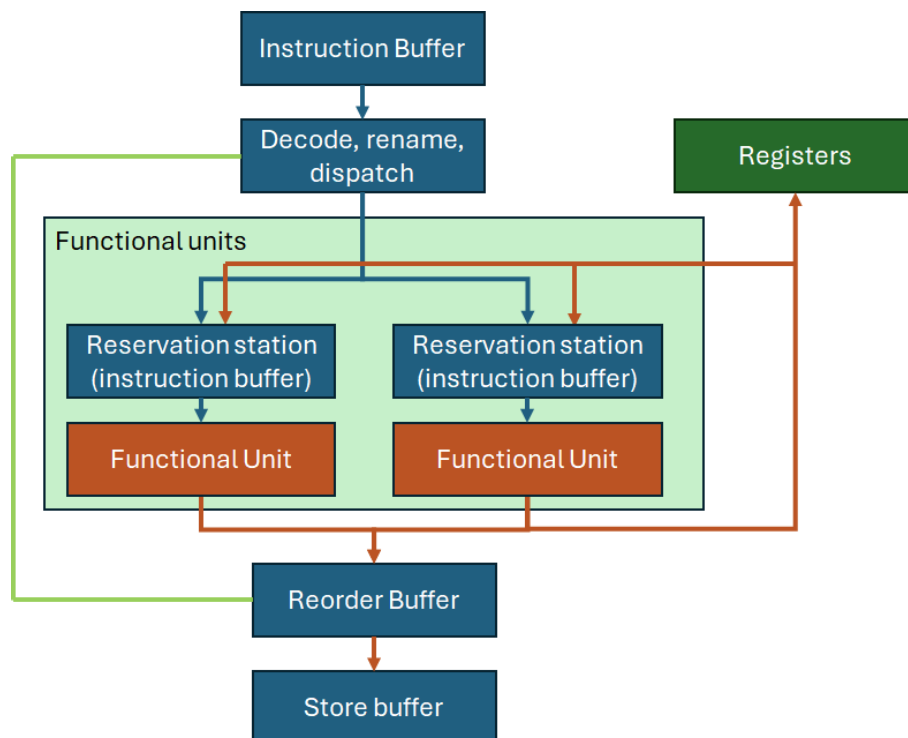 Instruction Buffer
Decode, rename,
dispatch
Registers
Functional units
Reservation station
(instruction buffer)
Reservation station
(instruction buffer)
Functional Unit
Functional Unit
Reorder Buffer
Store buffer